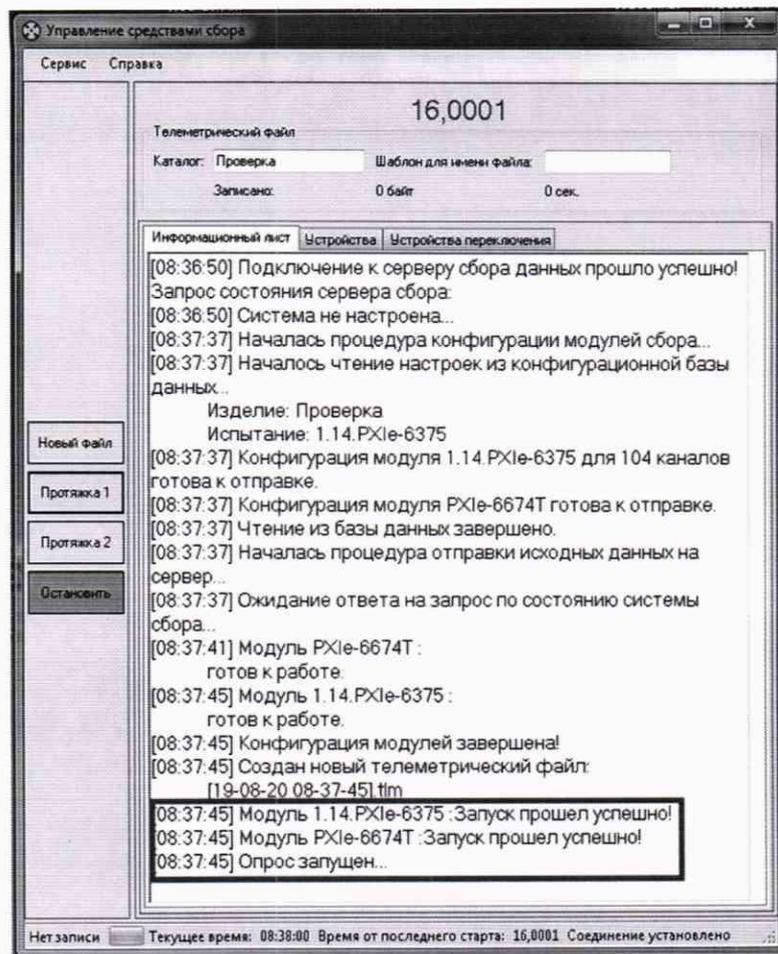 Управление средствами сбора
Сервис Справка
16,0001
Телеметрический файл
Каталог: Проверка Шаблон для имени файла:
Записано: 0 байт 0 сек.
Информационный лист Устройства Устройства переключения
[08:36:50] Подключение к серверу сбора данных прошло успешно!
Запрос состояния сервера сбора:
[08:36:50] Система не настроена...
[08:37:37] Началась процедура конфигурации модулей сбора...
[08:37:37] Началось чтение настроек из конфигурационной базы
данных...
Изделие: Проверка
Испытание: 1.14.PXIe-6375
[08:37:37] Конфигурация модуля 1.14.PXIe-6375 для 104 каналов
готова к отправке.
[08:37:37] Конфигурация модуля PXIe-6674T готова к отправке.
[08:37:37] Чтение из базы данных завершено.
[08:37:37] Началась процедура отправки исходных данных на
сервер...
[08:37:37] Ожидание ответа на запрос по состоянию системы
сбора...
[08:37:41] Модуль PXIe-6674T :
готов к работе.
[08:37:45] Модуль 1.14.PXIe-6375 :
готов к работе.
[08:37:45] Конфигурация модулей завершена!
[08:37:45] Создан новый телеметрический файл:
[19-08-20 08-37-45].tlm
[08:37:45] Модуль 1.14.PXIe-6375 :Запуск прошел успешно!
[08:37:45] Модуль PXIe-6674T :Запуск прошел успешно!
[08:37:45] Опрос запущен...
Новый файл
Протяжка 1
Протяжка 2
Остановить
Нет записи Текущее время: 08:38:00 Время от последнего старта: 16,0001 Соединение установлено